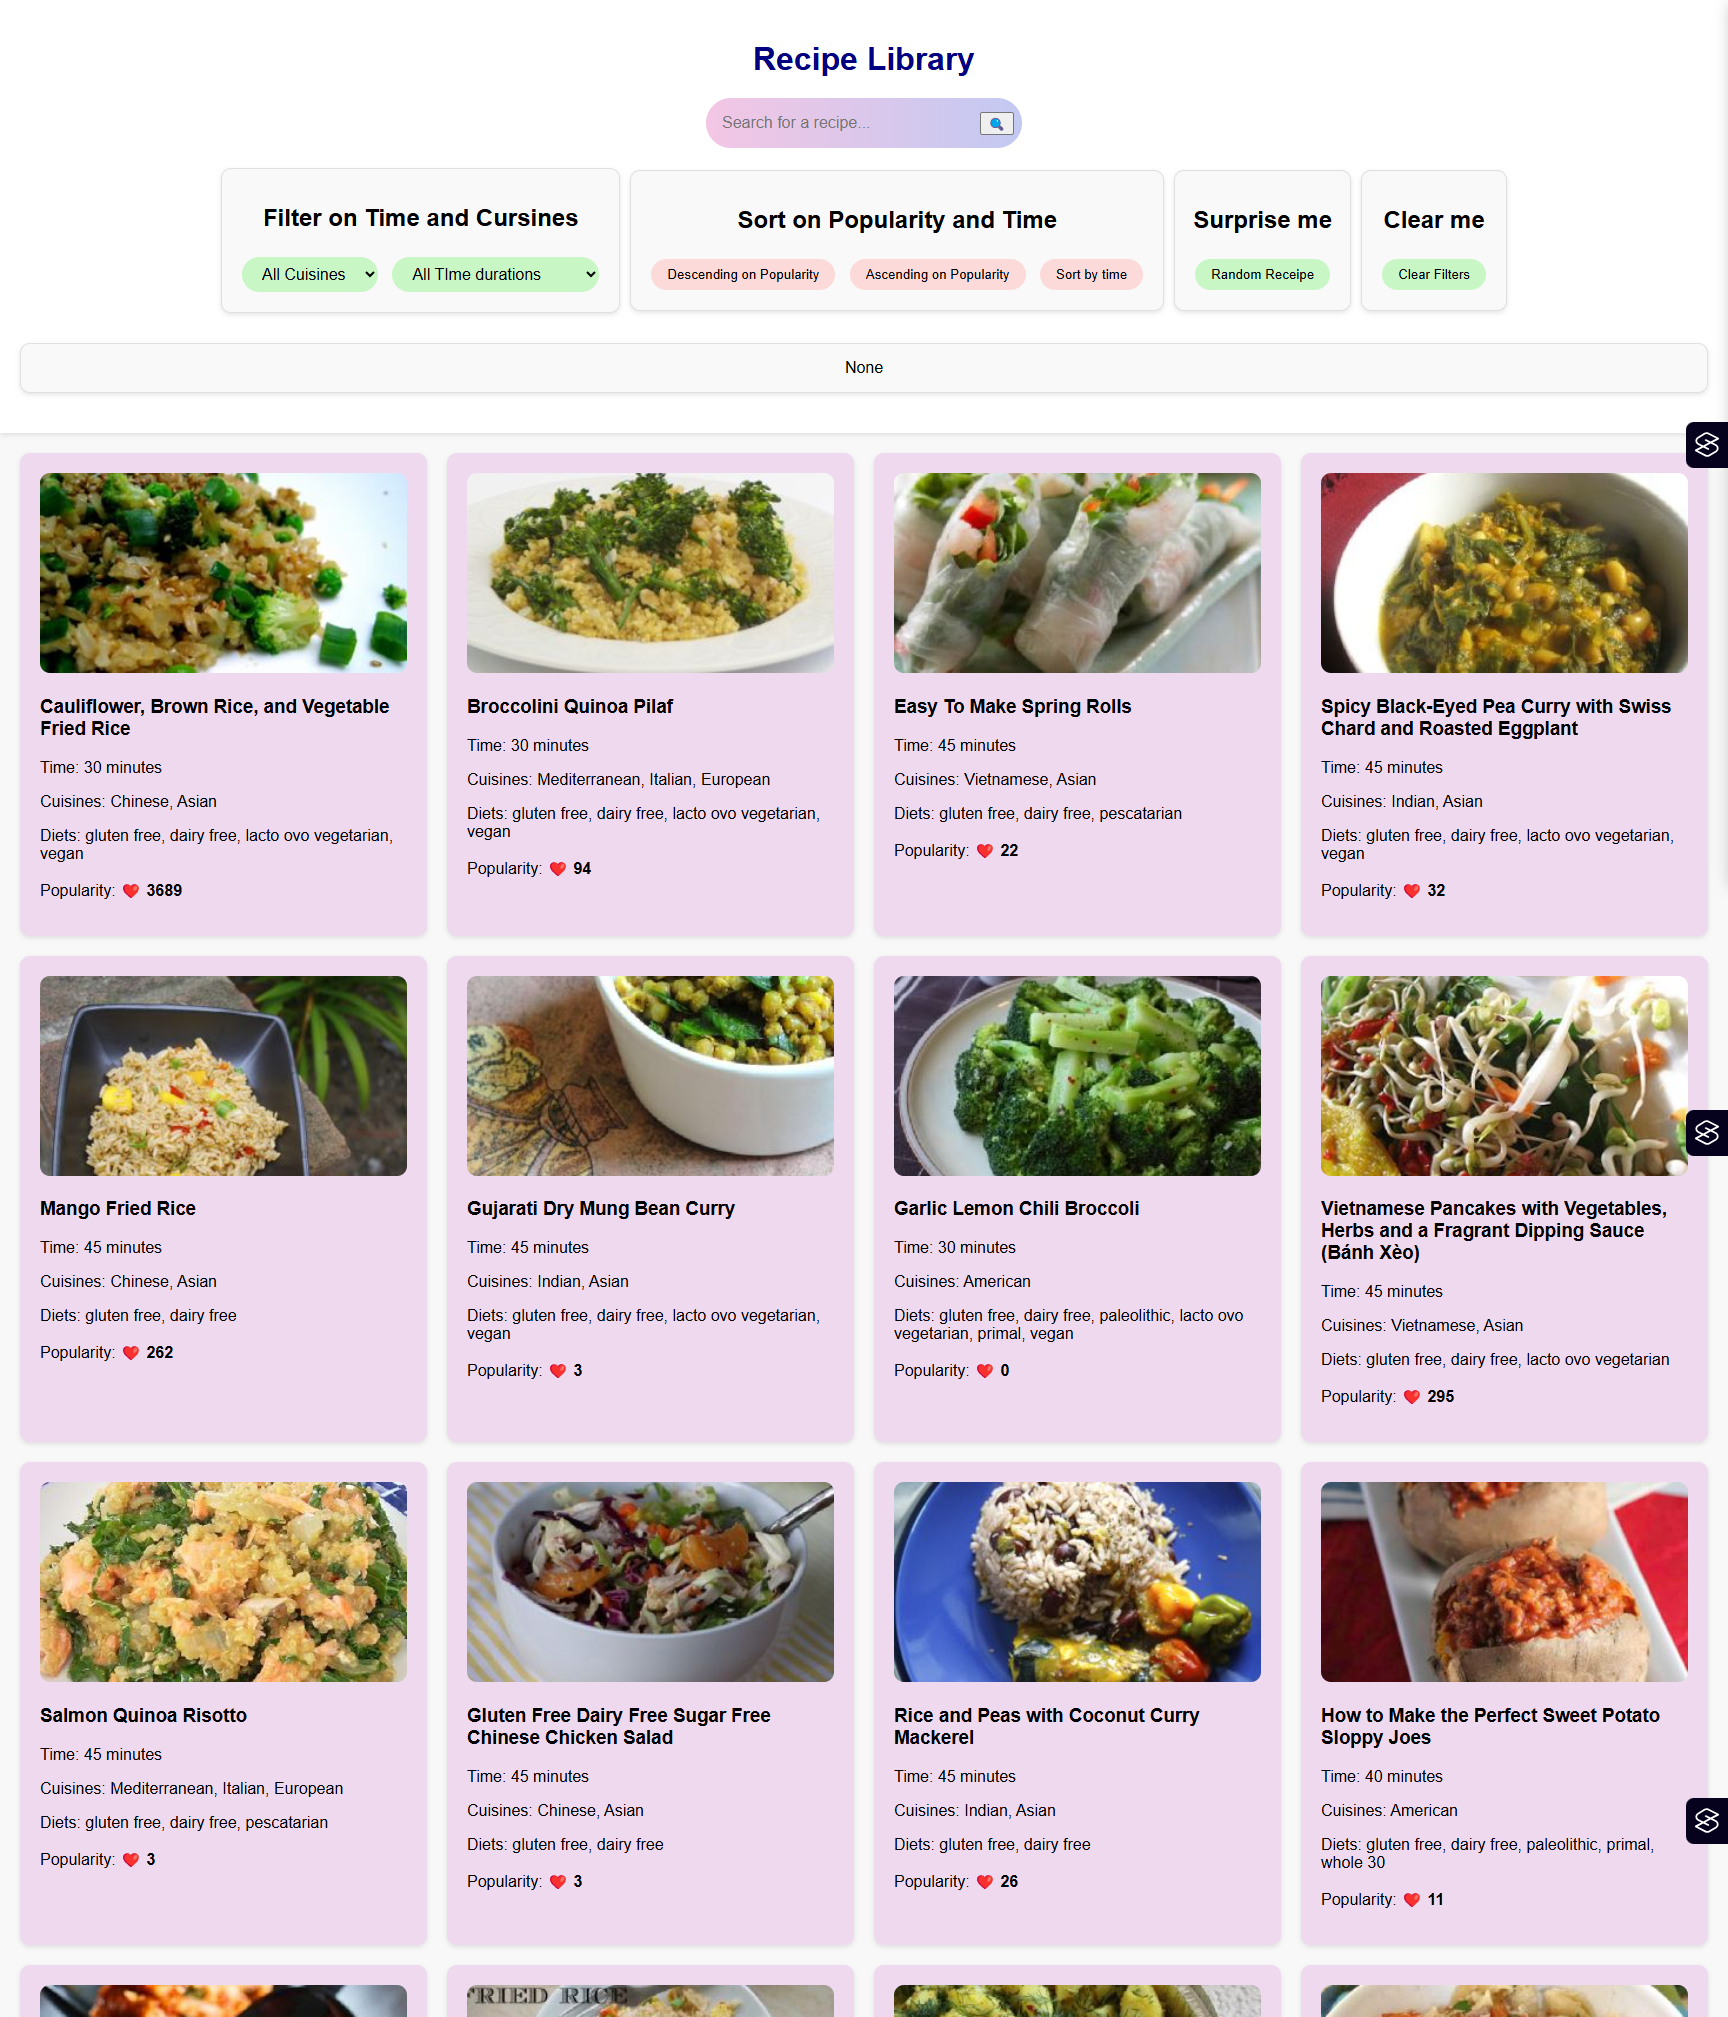 Recipe Library
Search for a recipe...
Filter on Time and Cursines
All Cuisines
All TIme durations
Sort on Popularity and Time
Descending on Popularity
Ascending on Popularity
Sort by time
Surprise me
Random Receipe
Clear me
Clear Filters
None
Cauliflower, Brown Rice, and Vegetable
Fried Rice
Time: 30 minutes
Cuisines: Chinese, Asian
Diets: gluten free, dairy free, lacto ovo vegetarian,
vegan
Popularity: ❤️ 3689
Broccolini Quinoa Pilaf
Time: 30 minutes
Cuisines: Mediterranean, Italian, European
Diets: gluten free, dairy free, lacto ovo vegetarian,
vegan
Popularity: ❤️ 94
Easy To Make Spring Rolls
Time: 45 minutes
Cuisines: Vietnamese, Asian
Diets: gluten free, dairy free, pescatarian
Popularity: ❤️ 22
Spicy Black-Eyed Pea Curry with Swiss
Chard and Roasted Eggplant
Time: 45 minutes
Cuisines: Indian, Asian
Diets: gluten free, dairy free, lacto ovo vegetarian,
vegan
Popularity: ❤️ 32
Mango Fried Rice
Time: 45 minutes
Cuisines: Chinese, Asian
Diets: gluten free, dairy free
Popularity: ❤️ 262
Gujarati Dry Mung Bean Curry
Time: 45 minutes
Cuisines: Indian, Asian
Diets: gluten free, dairy free, lacto ovo vegetarian,
vegan
Popularity: ❤️ 3
Garlic Lemon Chili Broccoli
Time: 30 minutes
Cuisines: American
Diets: gluten free, dairy free, paleolithic, lacto ovo
vegetarian, primal, vegan
Popularity: ❤️ 0
Vietnamese Pancakes with Vegetables,
Herbs and a Fragrant Dipping Sauce
(Bánh Xèo)
Time: 45 minutes
Cuisines: Vietnamese, Asian
Diets: gluten free, dairy free, lacto ovo vegetarian
Popularity: ❤️ 295
Salmon Quinoa Risotto
Time: 45 minutes
Cuisines: Mediterranean, Italian, European
Diets: gluten free, dairy free, pescatarian
Popularity: ❤️ 3
Gluten Free Dairy Free Sugar Free
Chinese Chicken Salad
Time: 45 minutes
Cuisines: Chinese, Asian
Diets: gluten free, dairy free
Popularity: ❤️ 3
Rice and Peas with Coconut Curry
Mackerel
Time: 45 minutes
Cuisines: Indian, Asian
Diets: gluten free, dairy free
Popularity: ❤️ 26
How to Make the Perfect Sweet Potato
Sloppy Joes
Time: 40 minutes
Cuisines: American
Diets: gluten free, dairy free, paleolithic, primal,
whole 30
Popularity: ❤️ 11
FRIED RICE